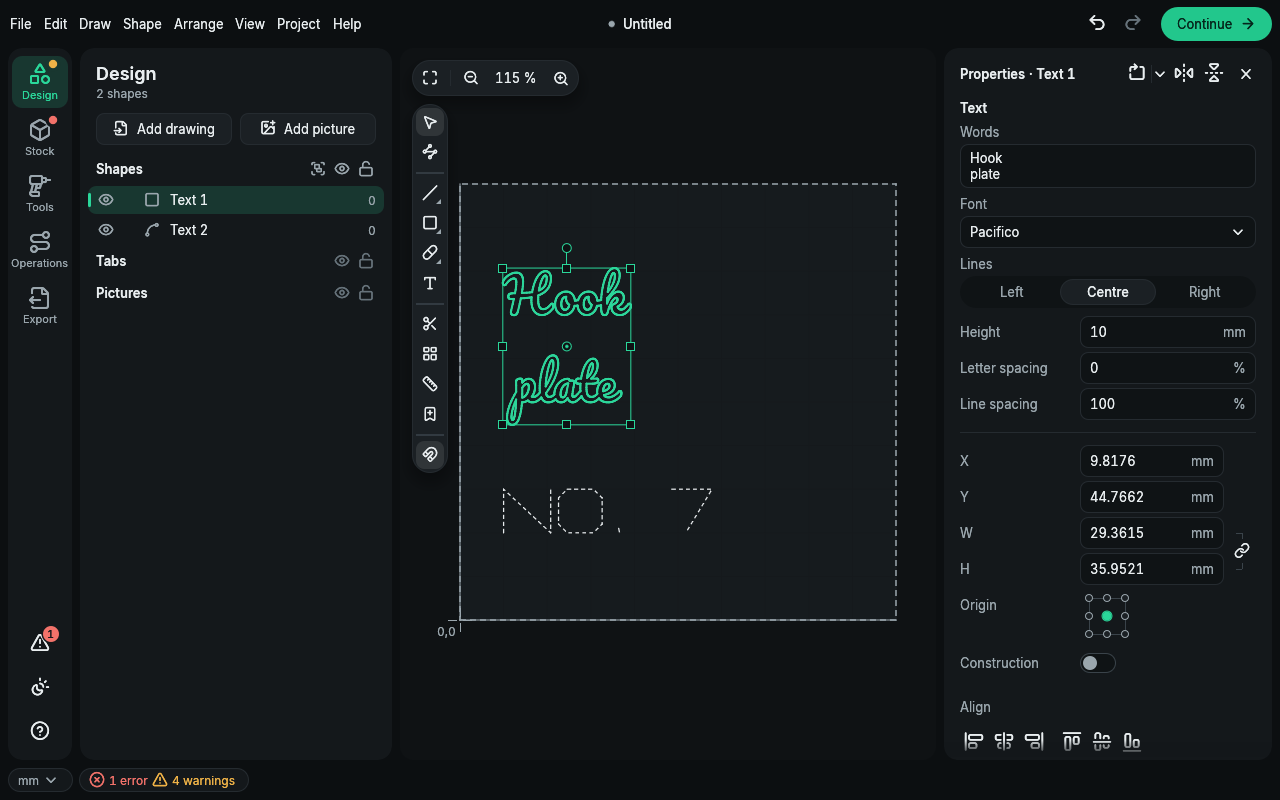 File Edit Draw Shape Arrange View Project Help
Untitled
Continue
Design
Stock
Tools
Operations
Export
1
Design
2 shapes
Add drawing
Add picture
Shapes
Text 1 0
Text 2 0
Tabs
Pictures
115 %
Hook
plate
NO. 7
0,0
Properties · Text 1
Text
Words
Hook
plate
Font
Pacifico
Lines
Left Centre Right
Height 10 mm
Letter spacing 0 %
Line spacing 100 %
X 9.8176 mm
Y 44.7662 mm
W 29.3615 mm
H 35.9521 mm
Origin
Construction
Align
mm
1 error 4 warnings